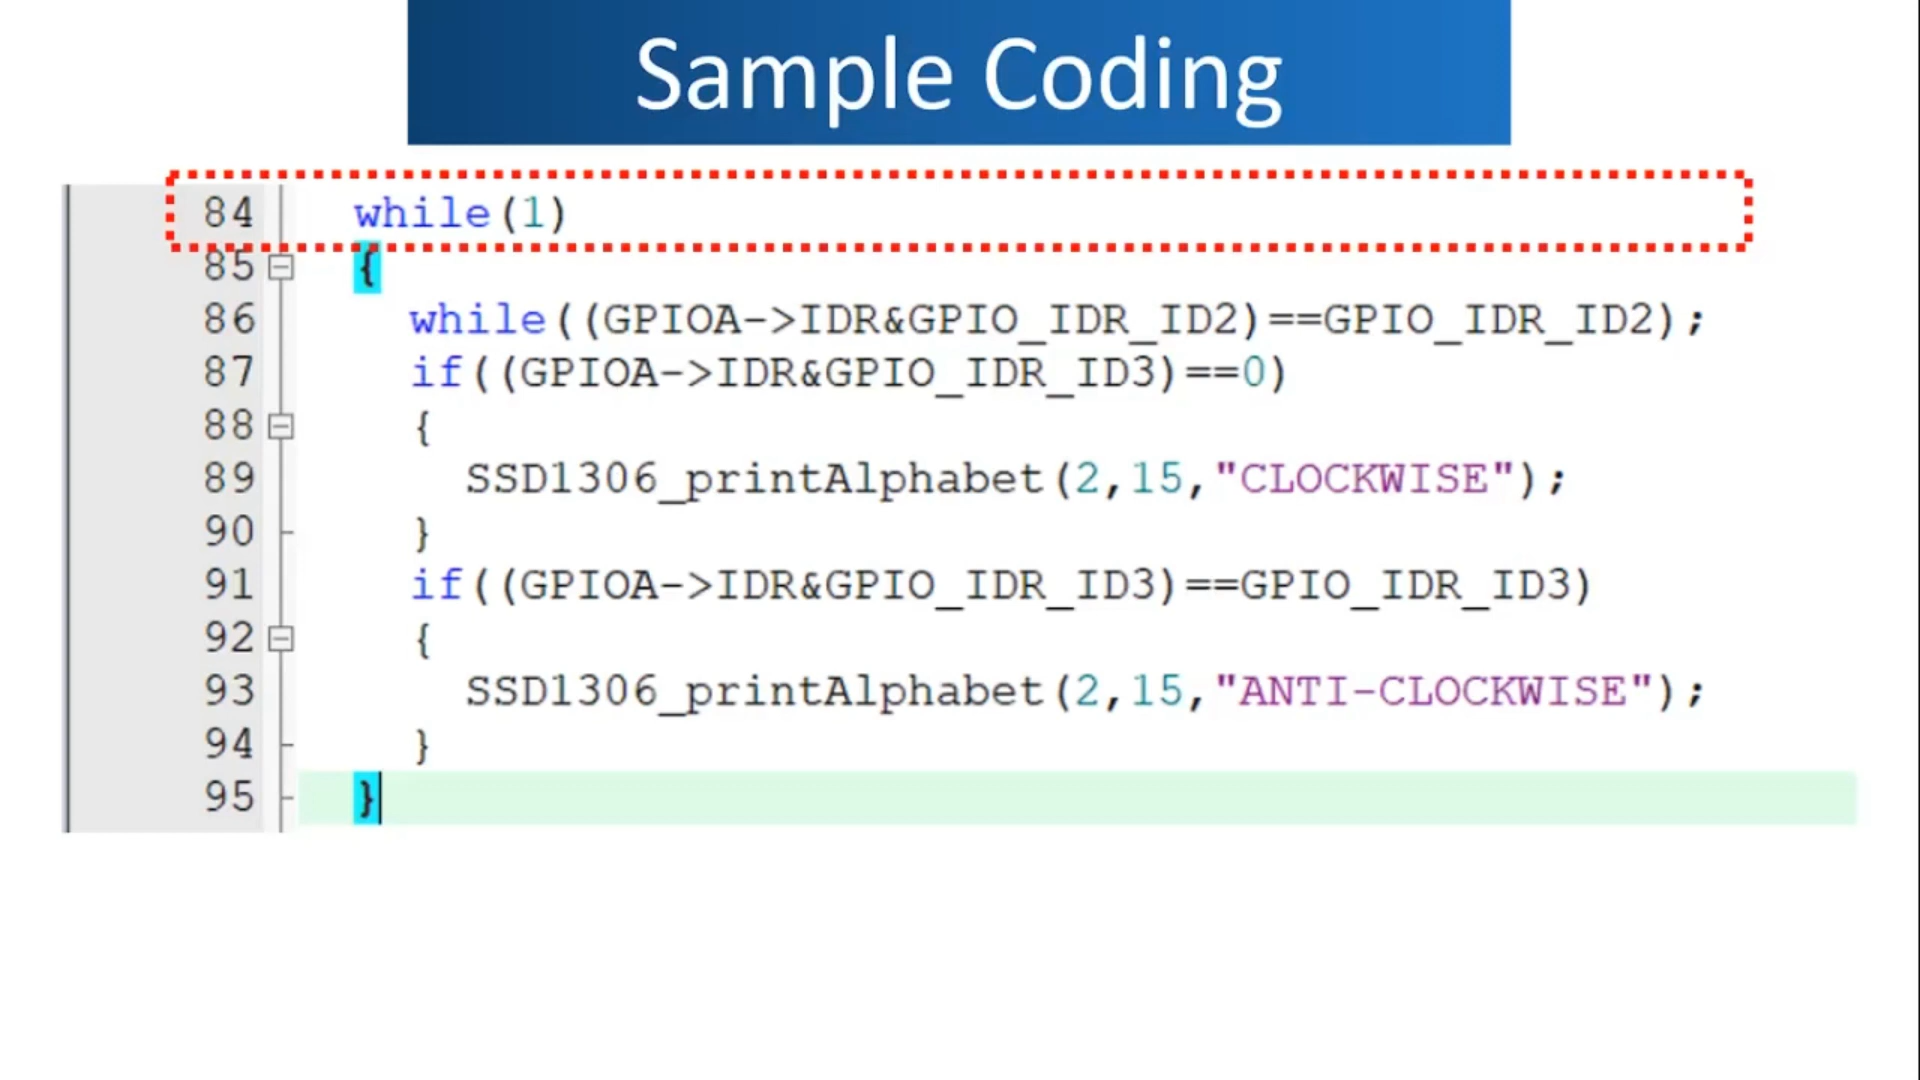 Sample Coding
84 while(1)
85 {
86 while((GPIOA->IDR&GPIO_IDR_ID2)==GPIO_IDR_ID2);
87 if((GPIOA->IDR&GPIO_IDR_ID3)==0)
88 {
89 SSD1306_printAlphabet(2,15,"CLOCKWISE");
90 }
91 if((GPIOA->IDR&GPIO_IDR_ID3)==GPIO_IDR_ID3)
92 {
93 SSD1306_printAlphabet(2,15,"ANTI-CLOCKWISE");
94 }
95 }